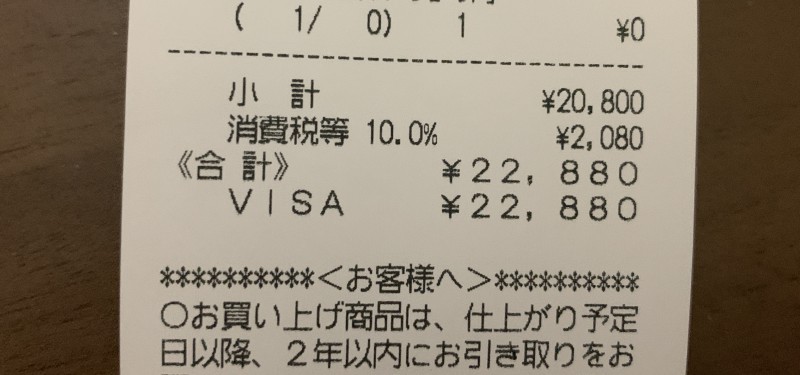 ( 1/ 0) 1 ¥0
小 計 ¥20,800
消費税等 10.0% ¥2,080
《合 計》 ¥22,880
VISA ¥22,880
**********<お客様へ>**********
○お買い上げ商品は、仕上がり予定
日以降、2年以内にお引き取りをお